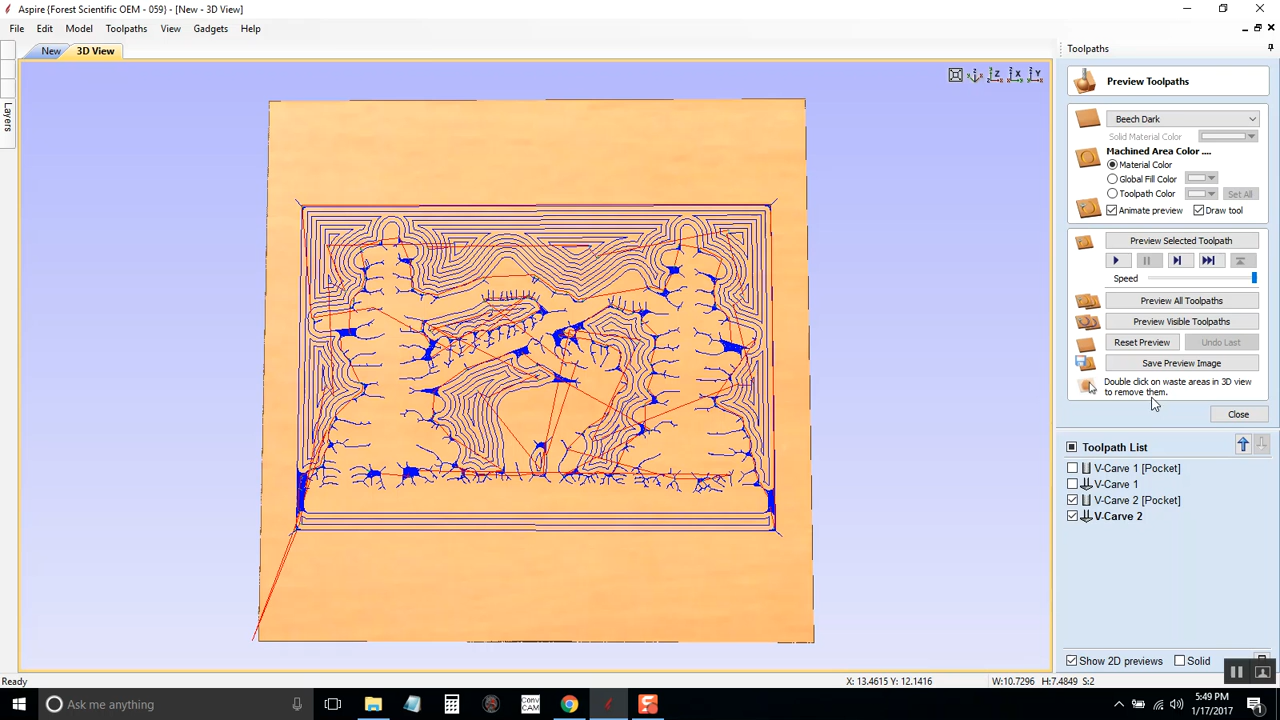 Aspire {Forest Scientific OEM - 059} - [New - 3D View]
File Edit Model Toolpaths View Gadgets Help
New 3D View
Layers
Z X Y
Toolpaths
Preview Toolpaths
Beech Dark
Solid Material Color
Machined Area Color ....
Material Color
Global Fill Color
Toolpath Color Set All
Animate preview Draw tool
Preview Selected Toolpath
Speed
Preview All Toolpaths
Preview Visible Toolpaths
Reset Preview Undo Last
Save Preview Image
Double click on waste areas in 3D view
to remove them.
Close
Toolpath List
V-Carve 1 [Pocket]
V-Carve 1
V-Carve 2 [Pocket]
V-Carve 2
Show 2D previews Solid
Ready X: 13.4615 Y: 12.1416 W:10.7296 H:7.4849 S:2
Ask me anything
Conv
CAM
5:49 PM
1/17/2017